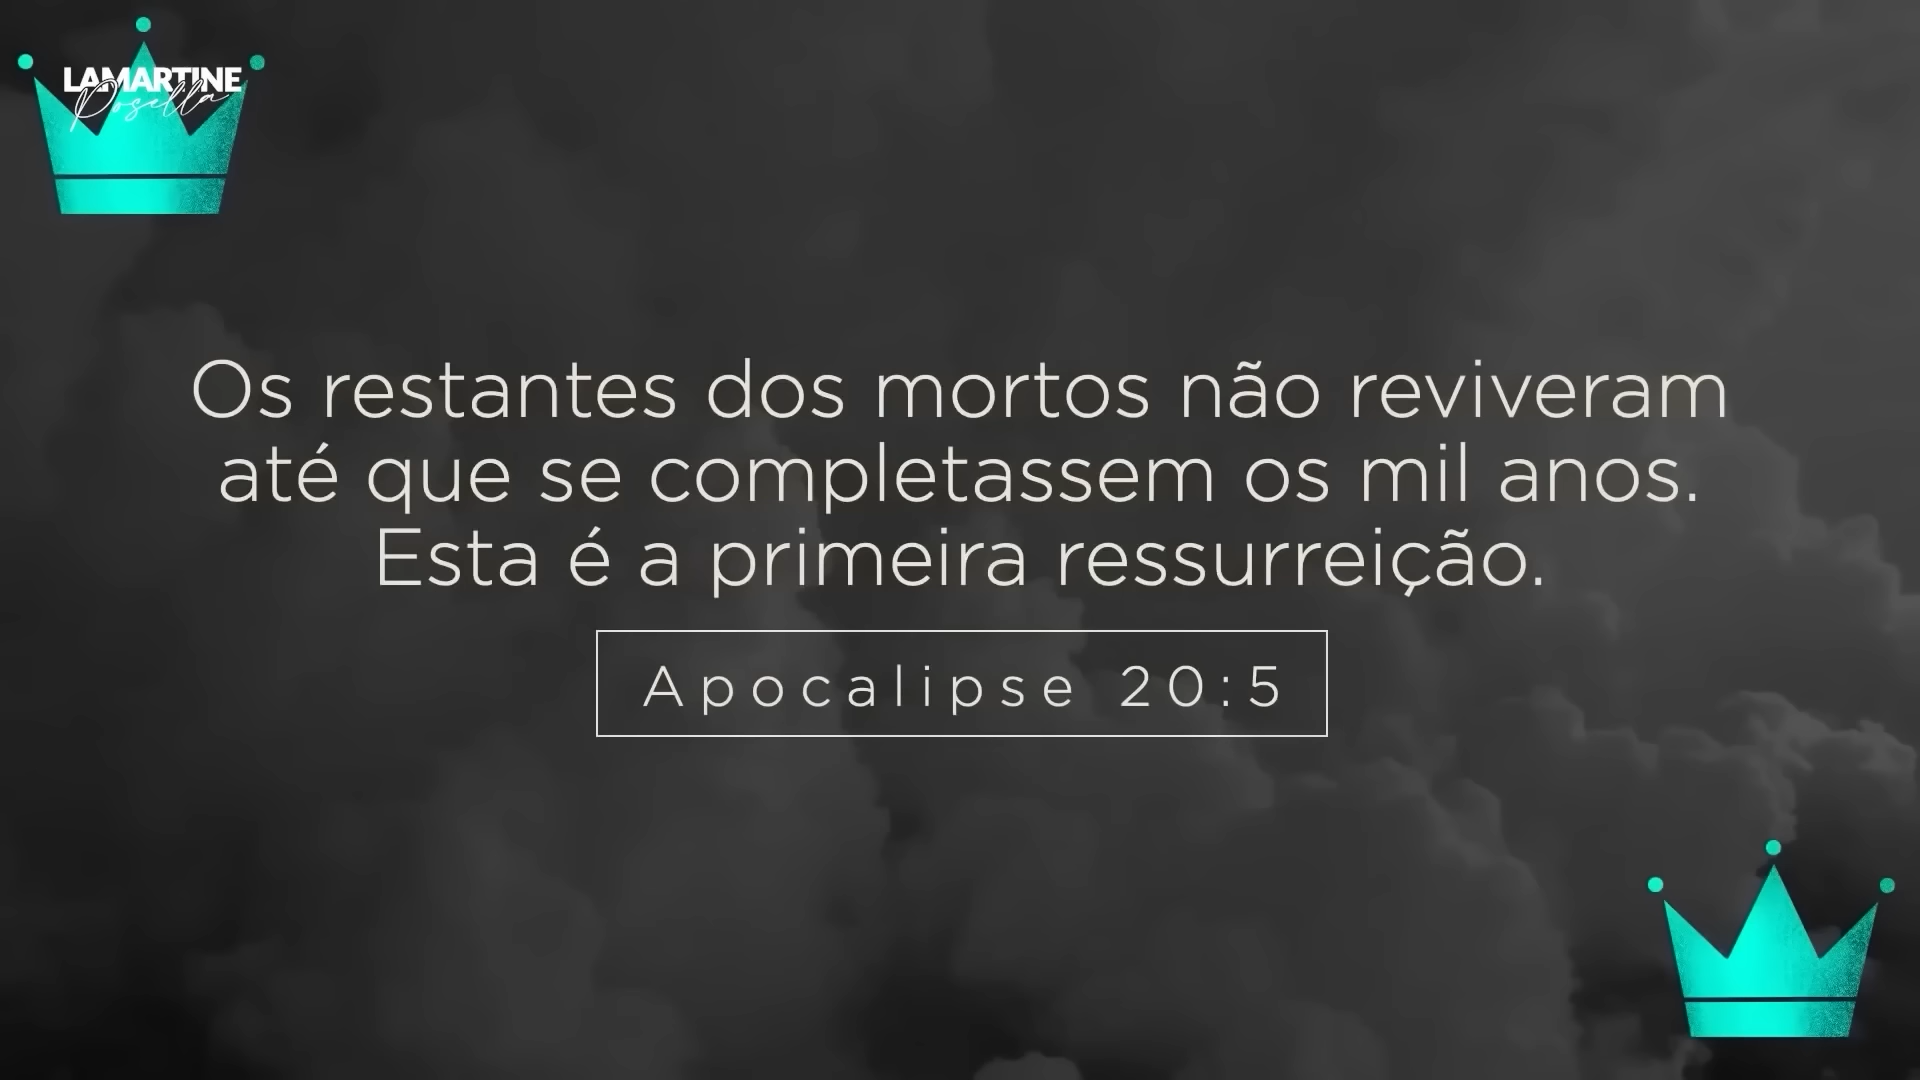 LAMARTINE
Posella
Os restantes dos mortos não reviveram
até que se completassem os mil anos.
Esta é a primeira ressurreição.
Apocalipse 20:5